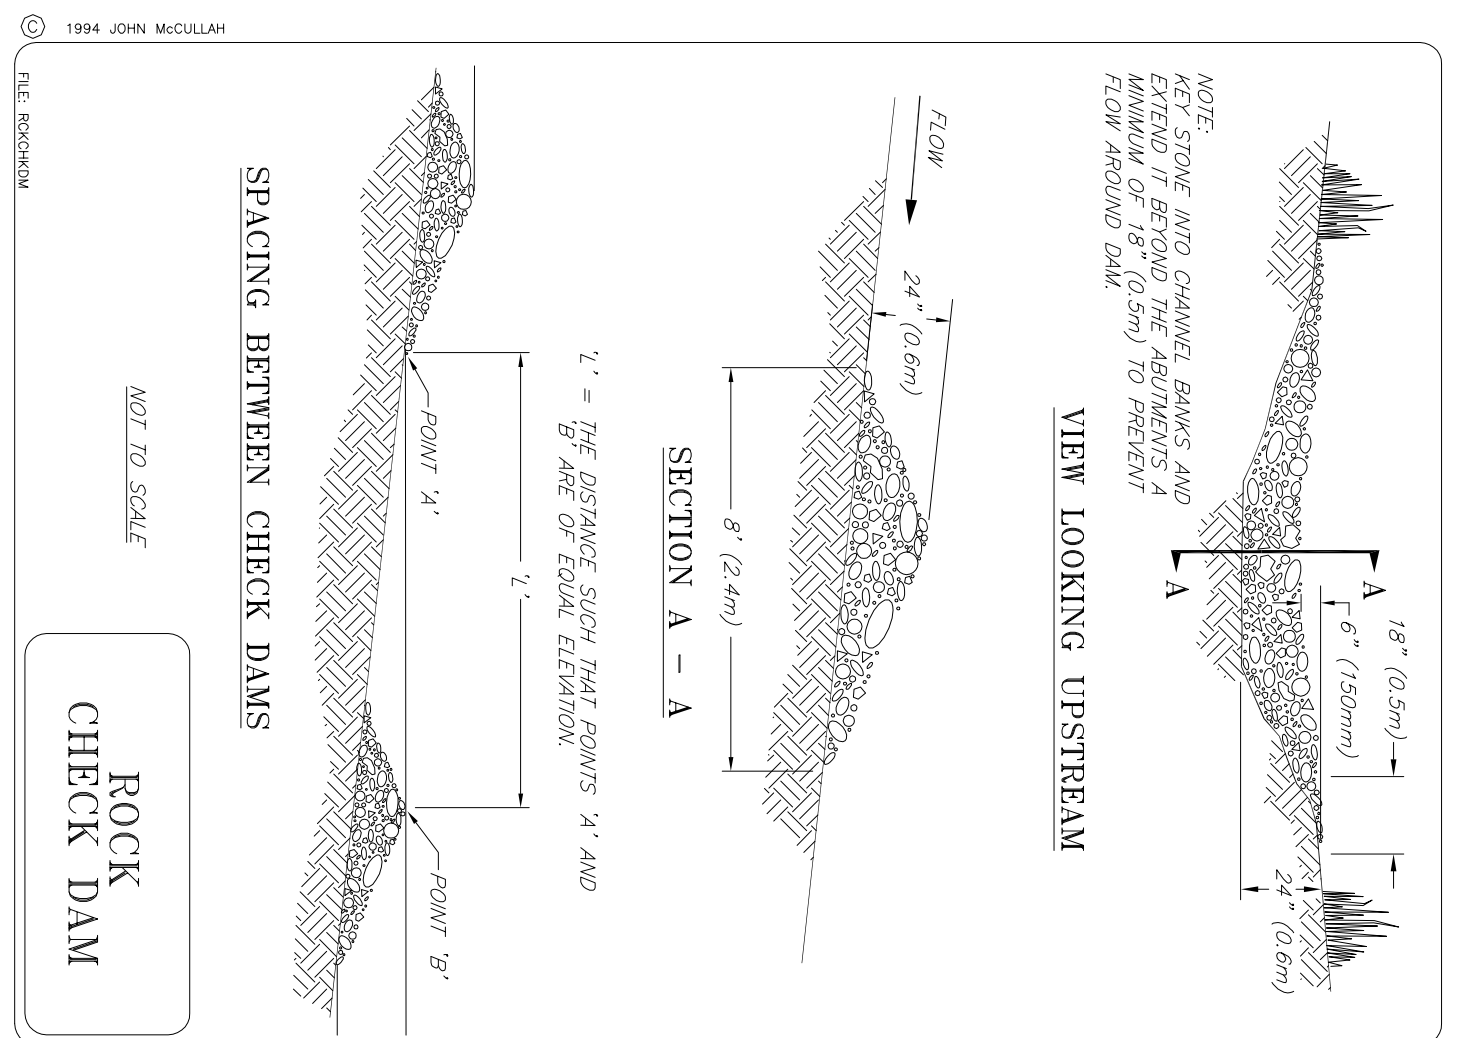 © 1994 JOHN McCULLAH
FILE: RCKCHKDM
NOTE:
KEY STONE INTO CHANNEL BANKS AND
EXTEND IT BEYOND THE ABUTMENTS A
MINIMUM OF 18" (0.5m) TO PREVENT
FLOW AROUND DAM.
18" (0.5m)
6" (150mm)
A
A
24" (0.6m)
VIEW LOOKING UPSTREAM
FLOW
24" (0.6m)
8' (2.4m)
SECTION A - A
'L' = THE DISTANCE SUCH THAT POINTS 'A' AND
'B' ARE OF EQUAL ELEVATION.
'L'
POINT 'A'
POINT 'B'
SPACING BETWEEN CHECK DAMS
NOT TO SCALE
ROCK
CHECK DAM